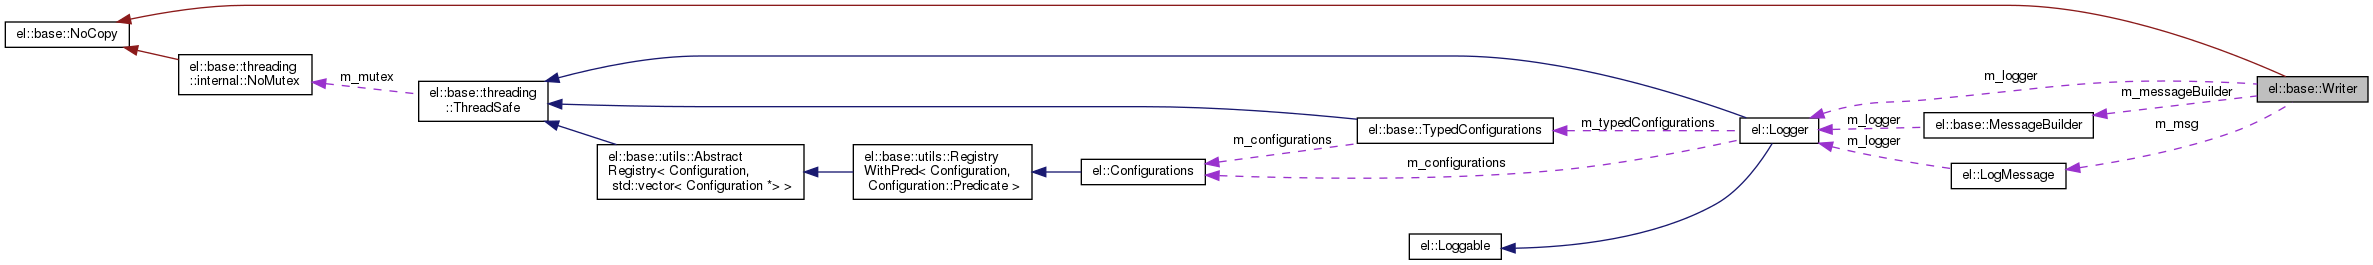 el::base::NoCopy
el::base::threading
::internal::NoMutex
m_mutex
el::base::threading
::ThreadSafe
el::base::utils::Abstract
Registry< Configuration,
std::vector< Configuration *> >
el::base::utils::Registry
WithPred< Configuration,
Configuration::Predicate >
el::Configurations
m_configurations
m_configurations
el::base::TypedConfigurations
el::Loggable
m_typedConfigurations
el::Logger
m_logger
m_logger
m_logger
el::base::MessageBuilder
el::LogMessage
m_messageBuilder
m_msg
el::base::Writer